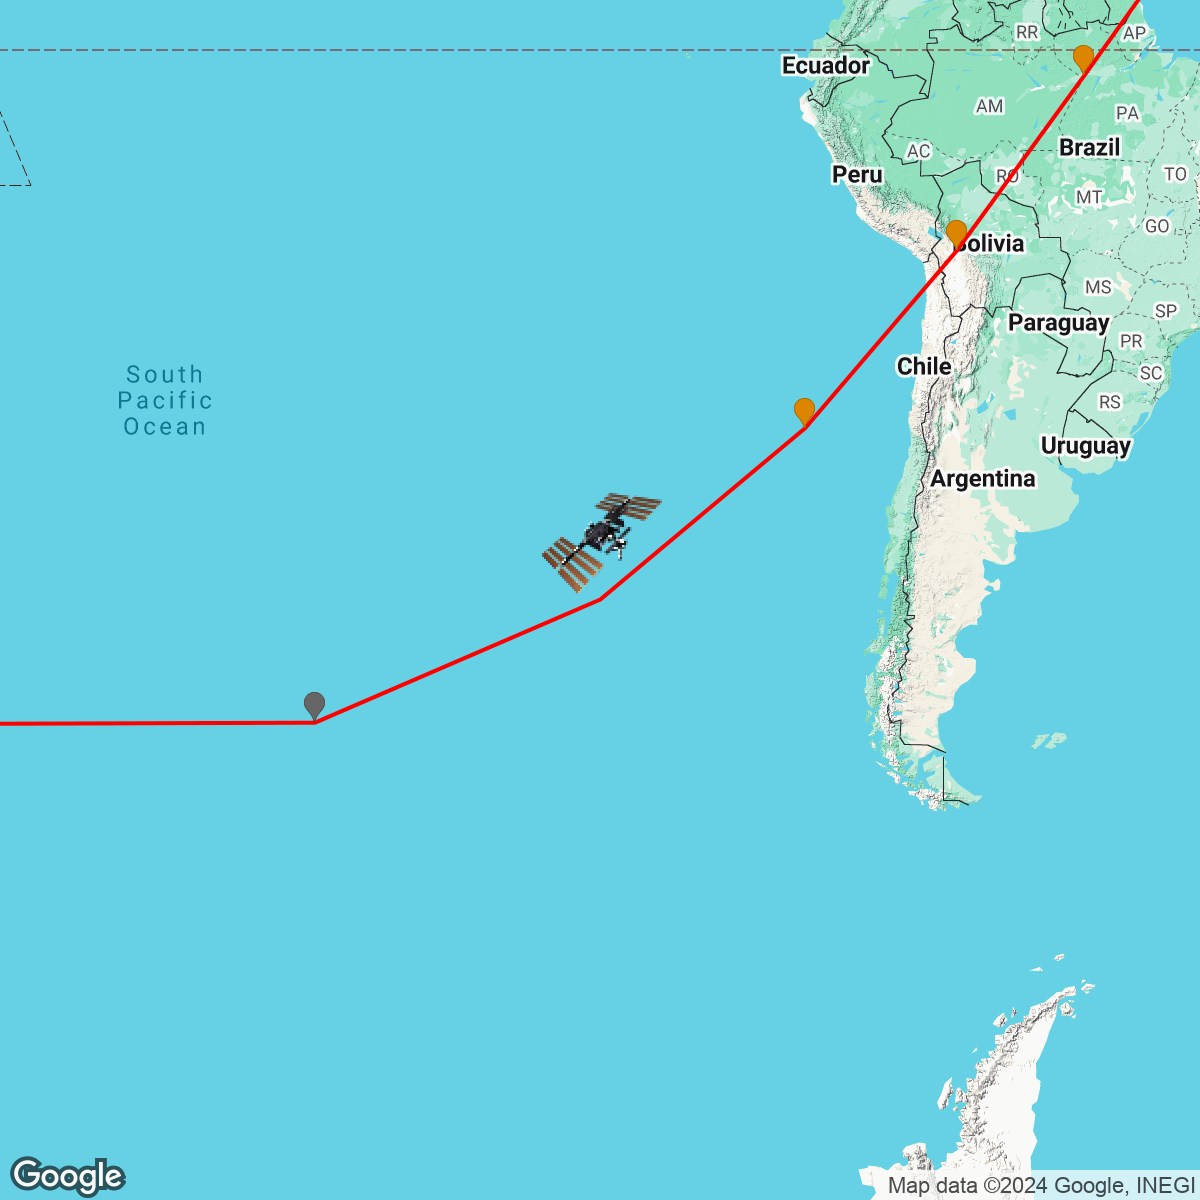 RR
AP
Ecuador
AM
PA
Brazil
AC
Peru
RO
TO
MT
GO
Bolivia
MS
SP
Paraguay
PR
Chile
SC
South
Pacific
Ocean
RS
Uruguay
Argentina
Google
Map data ©2024 Google, INEGI